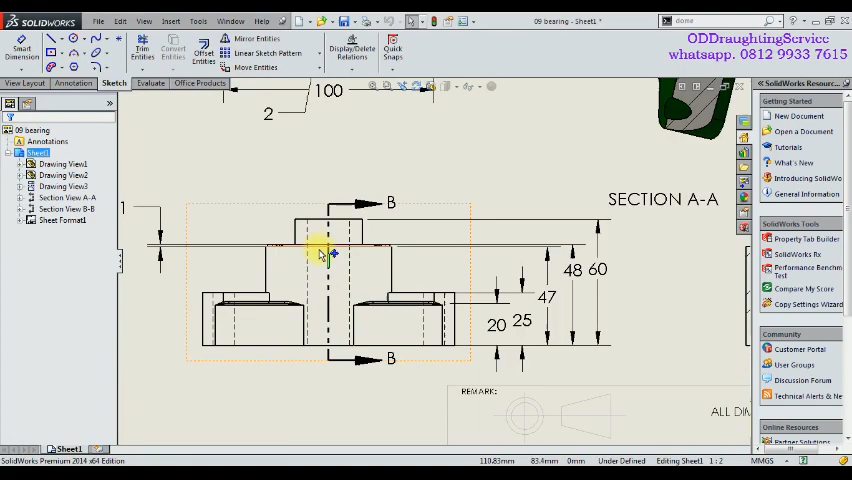 SOLIDWORKS
File Edit View Insert Tools Window Help
09 bearing - Sheet1 *
dome
ODDraughtingService
whatsapp. 0812 9933 7615
Smart Dimension
Trim Entities
Convert Entities
Offset Entities
Mirror Entities
Linear Sketch Pattern
Move Entities
Display/Delete Relations
Quick Snaps
View Layout Annotation Sketch Evaluate Office Products
SolidWorks Resourc...
09 bearing
Annotations
Sheet1
Drawing View1
Drawing View2
Drawing View3
Section View A-A
Section View B-B
Sheet Format1
100
2
1
B
B
SECTION A-A
47
48
60
20
25
REMARK:
ALL DIM
Getting Started
New Document
Open a Document
Tutorials
What's New
Introducing SolidWo
General Information
SolidWorks Tools
Property Tab Builder
SolidWorks Rx
Performance Benchma
Test
Compare My Score
Copy Settings Wizard
Community
Customer Portal
User Groups
Discussion Forum
Technical Alerts & Ne
Online Resources
Partner Solutions
Sheet1
SolidWorks Premium 2014 x64 Edition
110.83mm 83.4mm 0mm Under Defined Editing Sheet1 1 : 2 MMGS